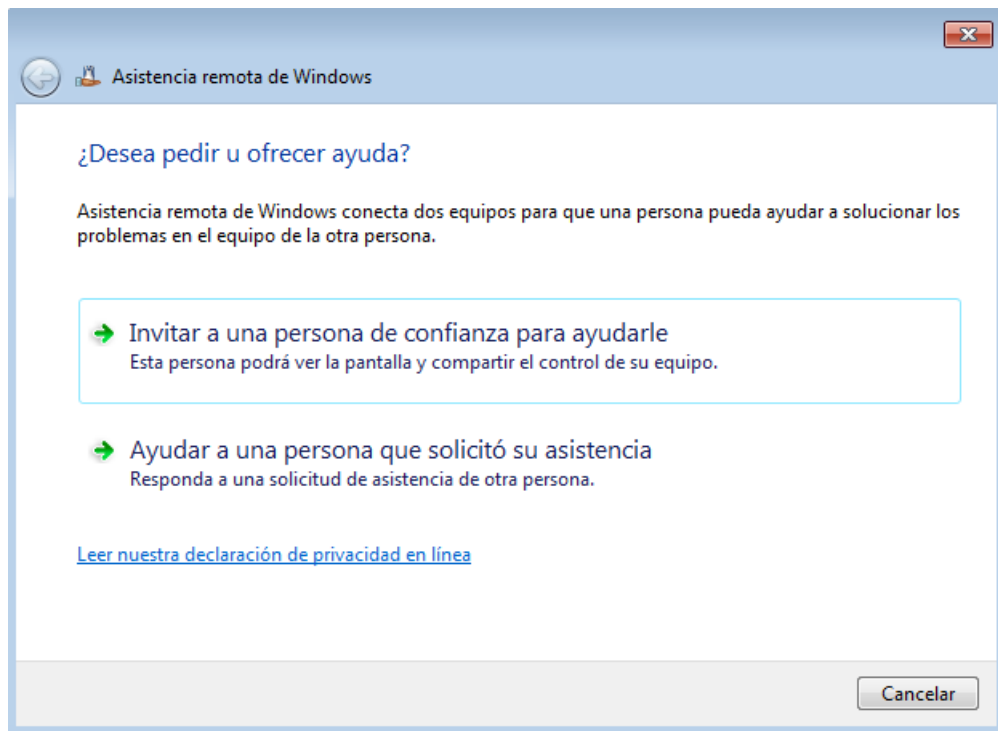 Asistencia remota de Windows
¿Desea pedir u ofrecer ayuda?
Asistencia remota de Windows conecta dos equipos para que una persona pueda ayudar a solucionar los
problemas en el equipo de la otra persona.
Invitar a una persona de confianza para ayudarle
Esta persona podrá ver la pantalla y compartir el control de su equipo.
Ayudar a una persona que solicitó su asistencia
Responda a una solicitud de asistencia de otra persona.
Leer nuestra declaración de privacidad en línea
Cancelar